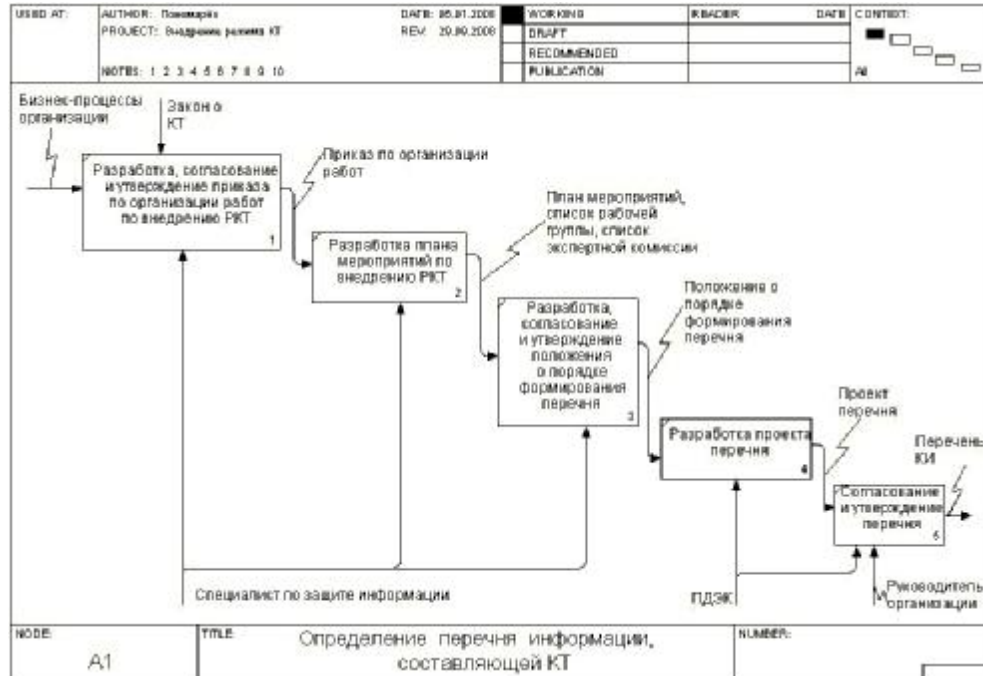 USED AT:
AUTHOR: Пономарёв
PROJECT: Внедрение режима КТ
NOTES: 1 2 3 4 5 6 7 8 9 10
DATE: 05.01.2008
REV: 29.09.2008
WORKING
DRAFT
RECOMMENDED
PUBLICATION
READER
DATE
CONTEXT:
A0
Бизнек-процессы
организации
Закон о
КТ
Разработка, согласование
и утверждение приказа
по организации работ
по внедрению РКТ
1
Приказ по организации
работ
Разработка плана
мероприятий по
внедрению РКТ
2
План мероприятий,
список рабочей
группы, список
экспертной комиссии
Разработка,
согласование
и утверждение
положения
о порядке
формирования
перечня
3
Положение о
порядке
формирования
перечня
Разработка проекта
перечня
4
Проект
перечня
Согласование
и утверждение
перечня
5
Перечень
КИ
Специалист по защите информации
ПДЭК
Руководитель
организации
NODE:
A1
TITLE:
Определение перечня информации,
составляющей КТ
NUMBER: